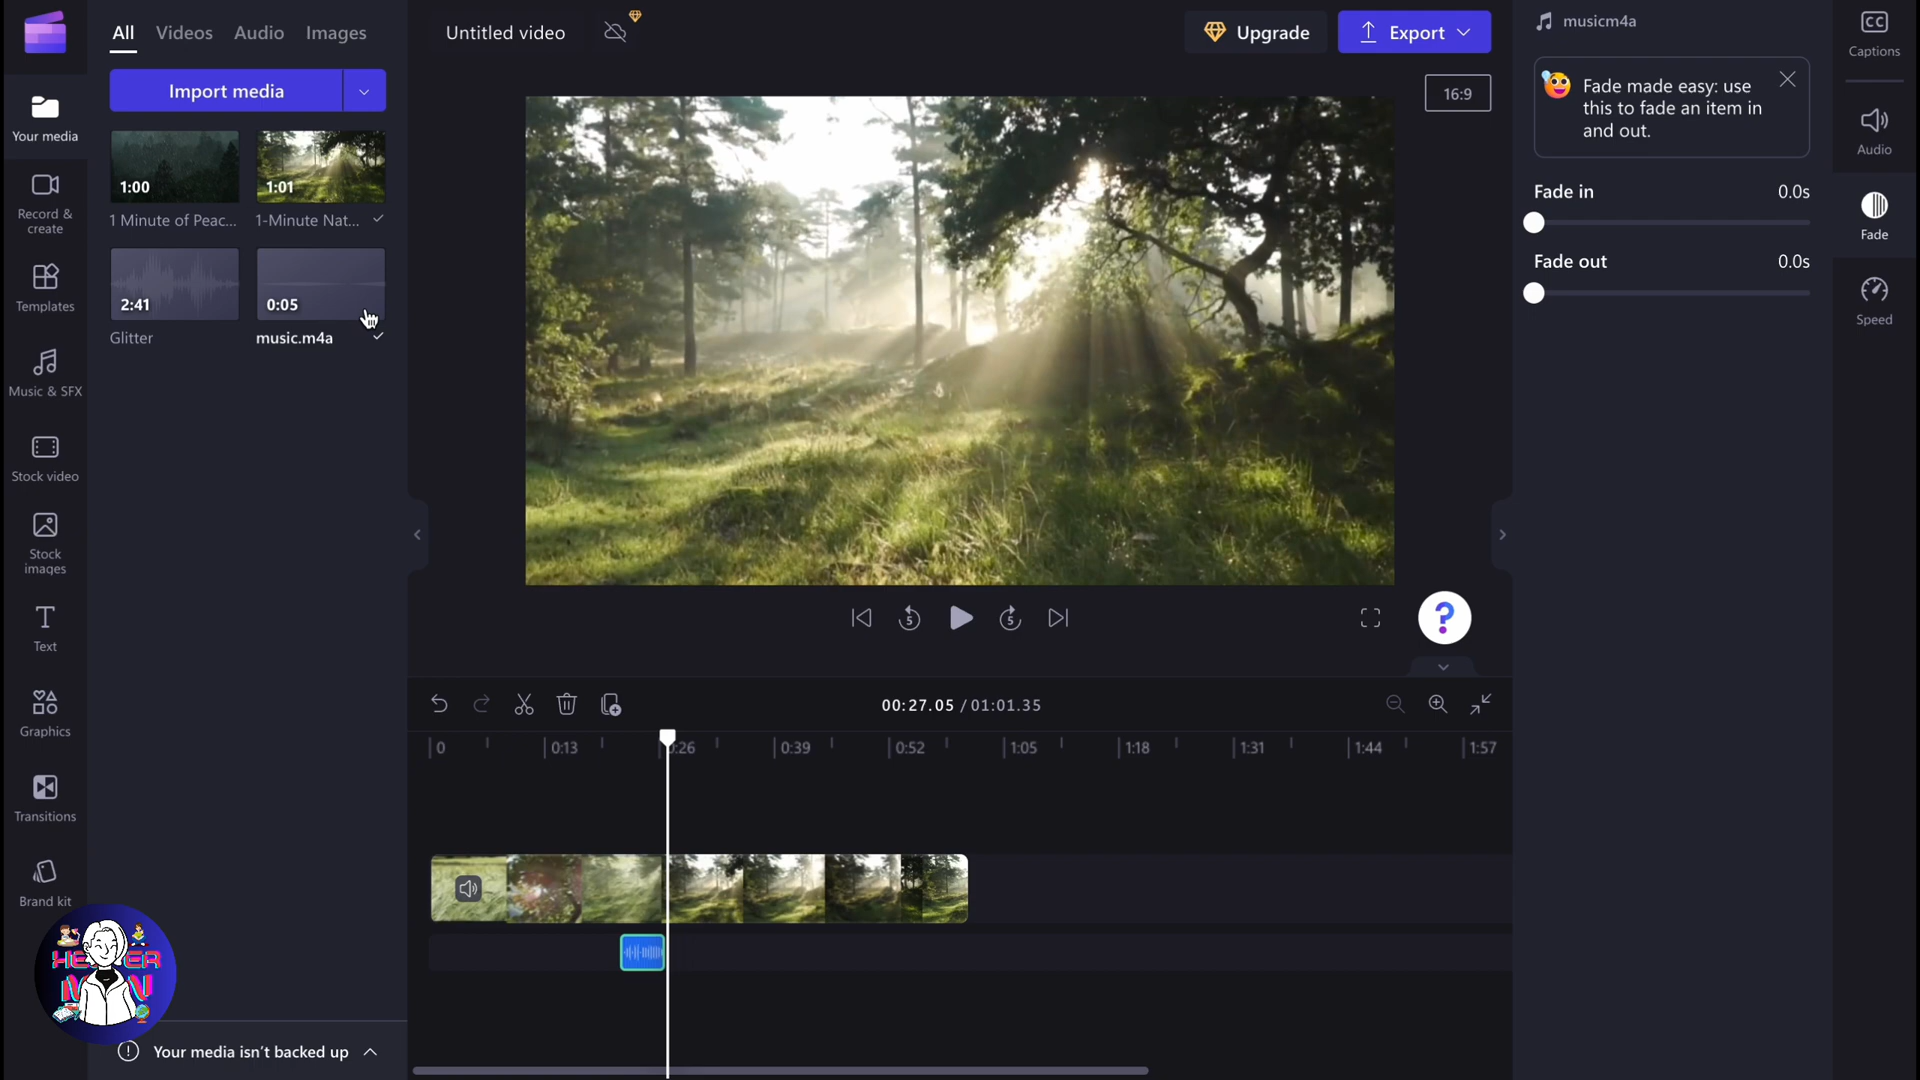 All
Videos
Audio
Images
Import media
Your media
1:00
1 Minute of Peac...
1:01
1-Minute Nat...
2:41
Glitter
0:05
music.m4a
Record &
create
Templates
Music & SFX
Stock video
Stock
images
Text
Graphics
Transitions
Brand kit
Your media isn't backed up
Untitled video
Upgrade
Export
16:9
5
5
?
00:27.05 / 01:01.35
0
0:13
0:26
0:39
0:52
1:05
1:18
1:31
1:44
1:57
musicm4a
Fade made easy: use
this to fade an item in
and out.
Fade in
0.0s
Fade out
0.0s
CC
Captions
Audio
Fade
Speed